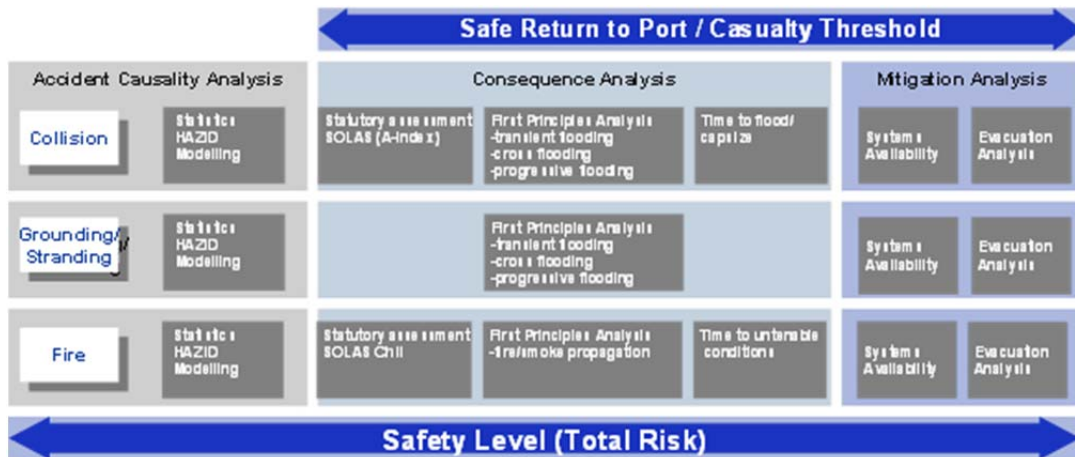 Safe Return to Port / Casualty Threshold
Accident Causality Analysis
Consequence Analysis
Mitigation Analysis
Collision
Statistics
HAZID
Modelling
Statutory assessment
SOLAS (A-Index)
First Principles Analysis
-transient flooding
-cross flooding
-progressive flooding
Time to flood/
capsize
Systems
Availability
Evacuation
Analysis
Grounding/
Stranding
Statistics
HAZID
Modelling
First Principles Analysis
-transient flooding
-cross flooding
-progressive flooding
Systems
Availability
Evacuation
Analysis
Fire
Statistics
HAZID
Modelling
Statutory assessment
SOLAS ChII
First Principles Analysis
-fire/smoke propagation
Time to untenable
conditions
Systems
Availability
Evacuation
Analysis
Safety Level (Total Risk)